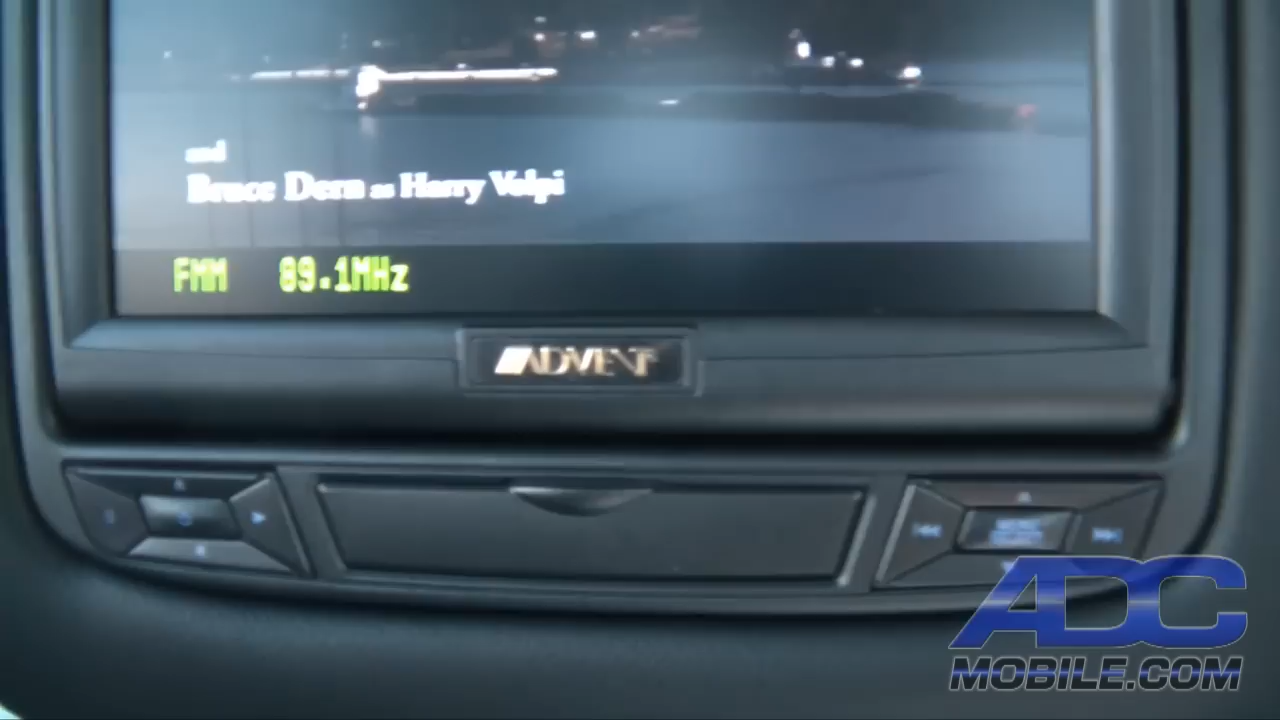 and
Bruce Dern as Harry Volpi
FMM 89.1MHz
ADVENT
ADC
MOBILE.COM